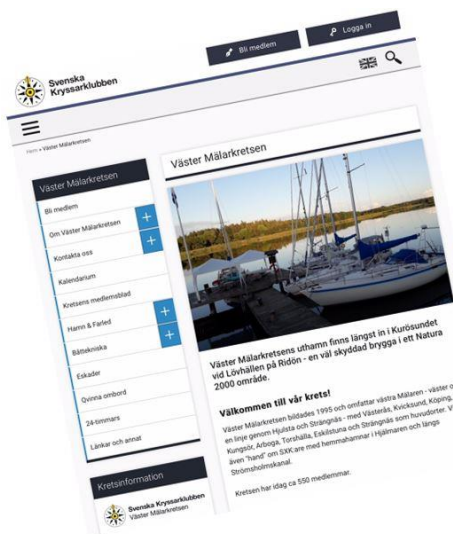 Bli medlem
Logga in
Svenska
Kryssarklubben
Hem » Väster Mälarkretsen
Väster Mälarkretsen
Bli medlem
Om Väster Mälarkretsen
Kontakta oss
Kalendarium
Kretsens medlemsblad
Hamn & Farled
Båttekniska
Eskader
Qvinna ombord
24-timmars
Länkar och annat
Kretsinformation
Svenska Kryssarklubben
Väster Mälarkretsen
Väster Mälarkretsen
Väster Mälarkretsens uthamn finns längst in i Kurösundet
vid Lövhällen på Ridön - en väl skyddad brygga i ett Natura
2000 område.
Välkommen till vår krets!
Väster Mälarkretsen bildades 1995 och omfattar västra Mälaren - väster o
en linje genom Hjulsta och Strängnäs - med Västerås, Kvicksund, Köping,
Kungsör, Arboga, Torshälla, Eskilstuna och Strängnäs som huvudorter. Vi
även "hand" om SXK:are med hemmahamnar i Hjälmaren och längs
Strömsholmskanal.
Kretsen har idag ca 550 medlemmar.